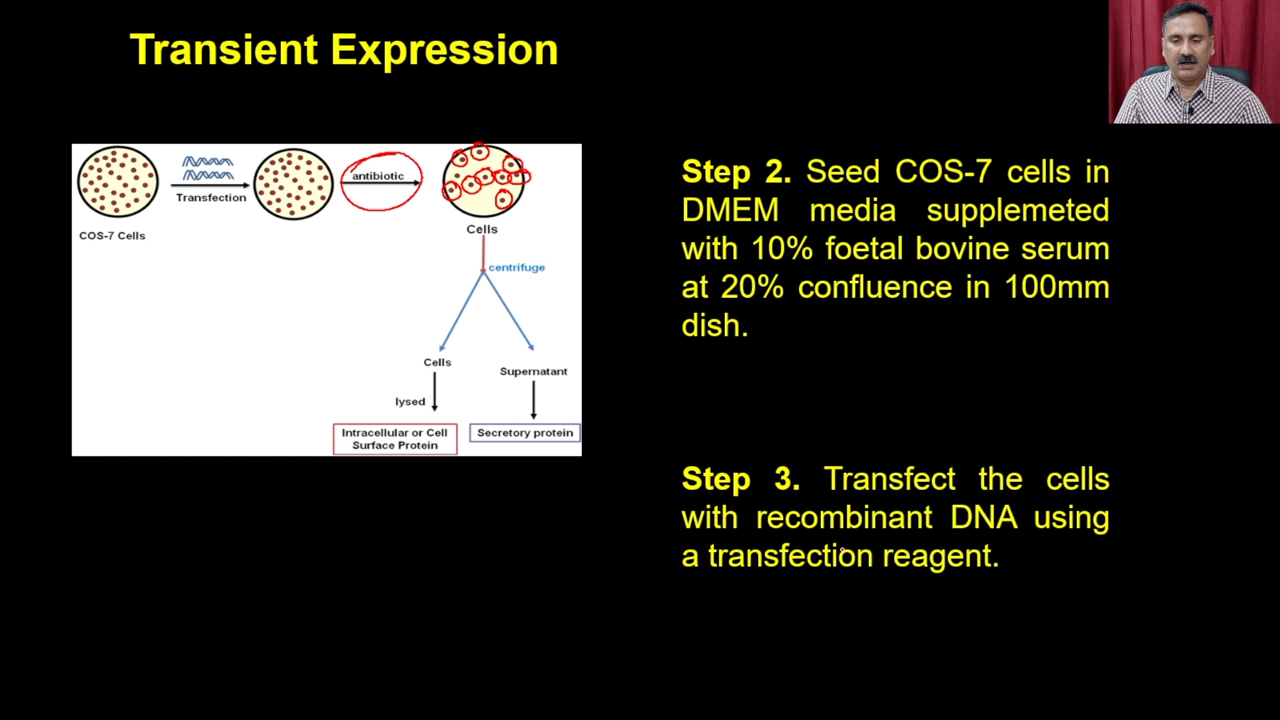 Transient Expression
Transfection
antibiotic
COS-7 Cells
Cells
centrifuge
Cells
Supernatant
lysed
Intracellular or Cell
Surface Protein
Secretory protein
Step 2. Seed COS-7 cells in
DMEM media supplemeted
with 10% foetal bovine serum
at 20% confluence in 100mm
dish.
Step 3. Transfect the cells
with recombinant DNA using
a transfection reagent.